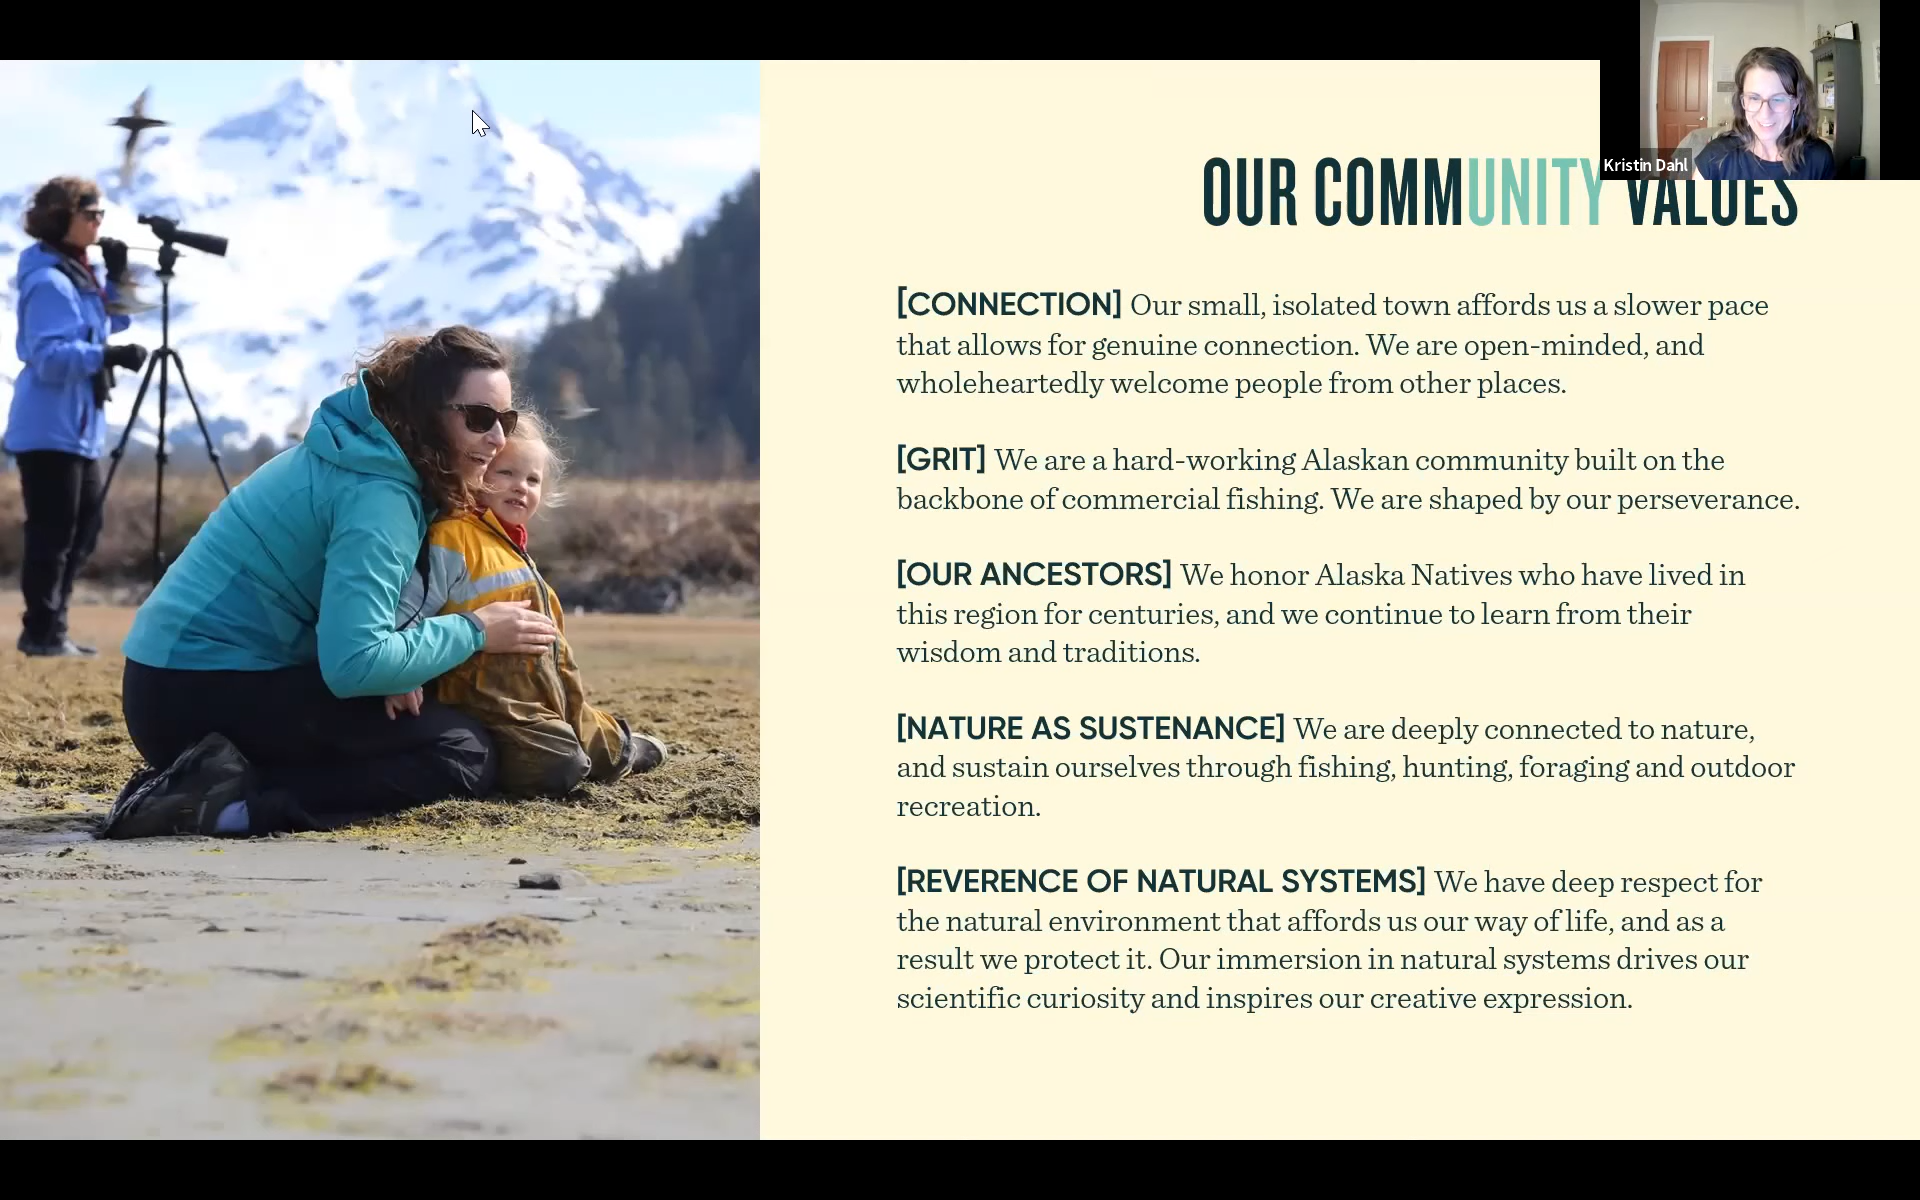 Kristin Dahl
OUR COMMUNITY VALUES
[CONNECTION] Our small, isolated town affords us a slower pace
that allows for genuine connection. We are open-minded, and
wholeheartedly welcome people from other places.
[GRIT] We are a hard-working Alaskan community built on the
backbone of commercial fishing. We are shaped by our perseverance.
[OUR ANCESTORS] We honor Alaska Natives who have lived in
this region for centuries, and we continue to learn from their
wisdom and traditions.
[NATURE AS SUSTENANCE] We are deeply connected to nature,
and sustain ourselves through fishing, hunting, foraging and outdoor
recreation.
[REVERENCE OF NATURAL SYSTEMS] We have deep respect for
the natural environment that affords us our way of life, and as a
result we protect it. Our immersion in natural systems drives our
scientific curiosity and inspires our creative expression.